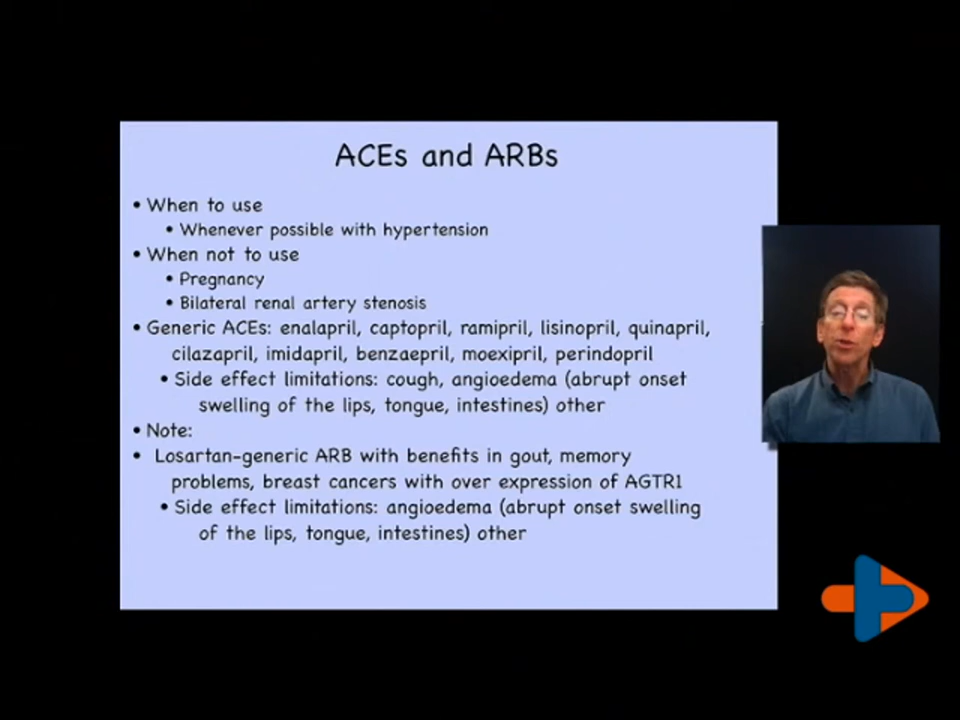 ACEs and ARBs
• When to use
• Whenever possible with hypertension
• When not to use
• Pregnancy
• Bilateral renal artery stenosis
• Generic ACEs: enalapril, captopril, ramipril, lisinopril, quinapril,
cilazapril, imidapril, benzaepril, moexipril, perindopril
• Side effect limitations: cough, angioedema (abrupt onset
swelling of the lips, tongue, intestines) other
• Note:
• Losartan-generic ARB with benefits in gout, memory
problems, breast cancers with over expression of AGTR1
• Side effect limitations: angioedema (abrupt onset swelling
of the lips, tongue, intestines) other